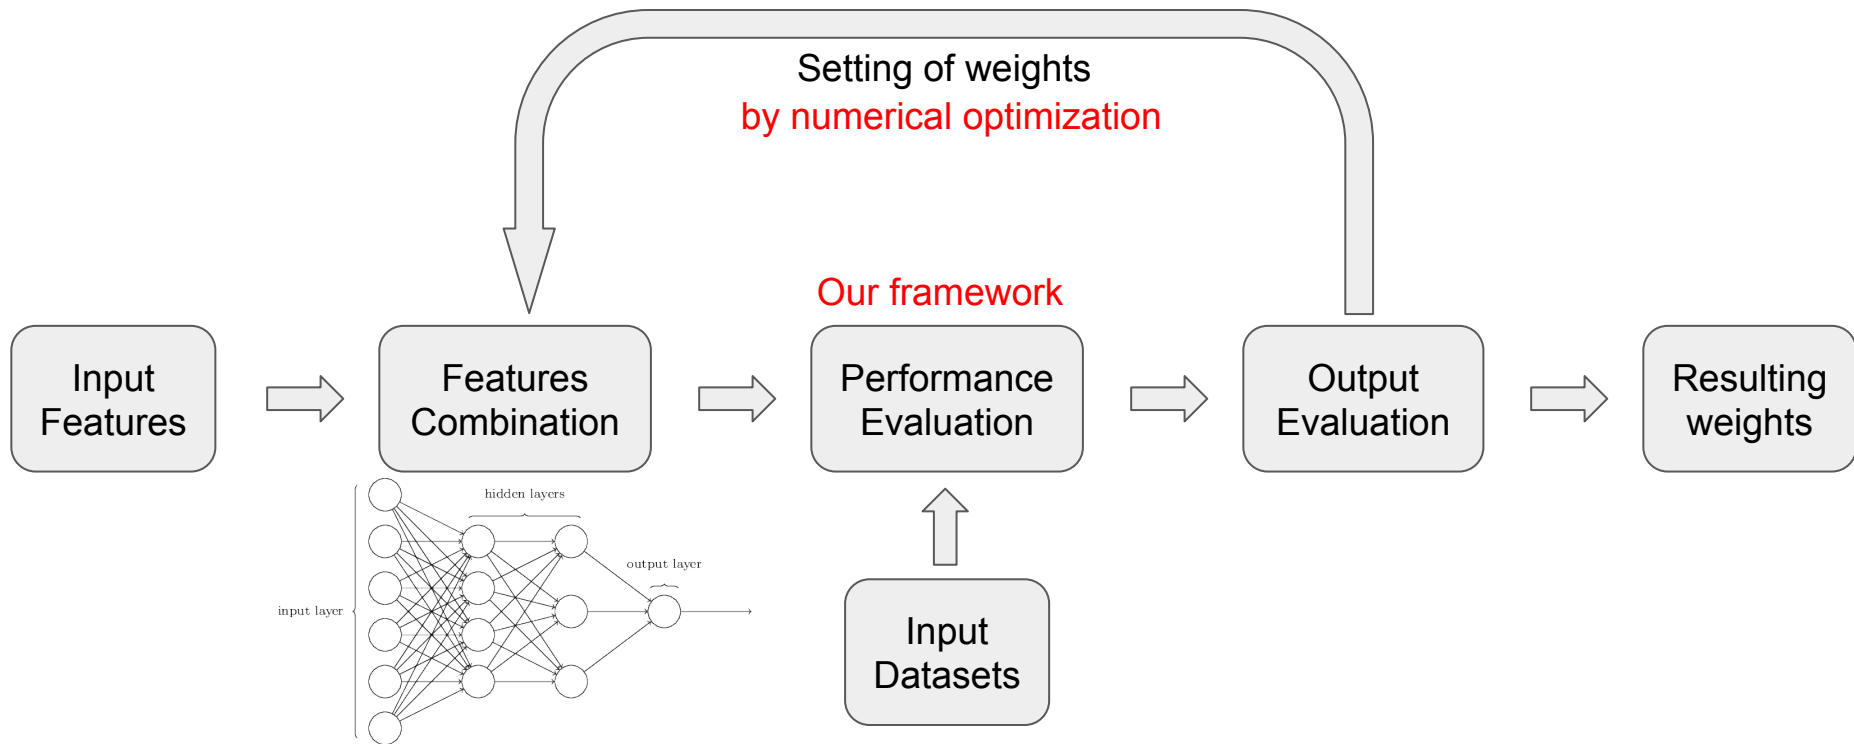 Setting of weights
by numerical optimization
Our framework
Input
Features
Features
Combination
Performance
Evaluation
Output
Evaluation
Resulting
weights
hidden layers
output layer
input layer
Input
Datasets